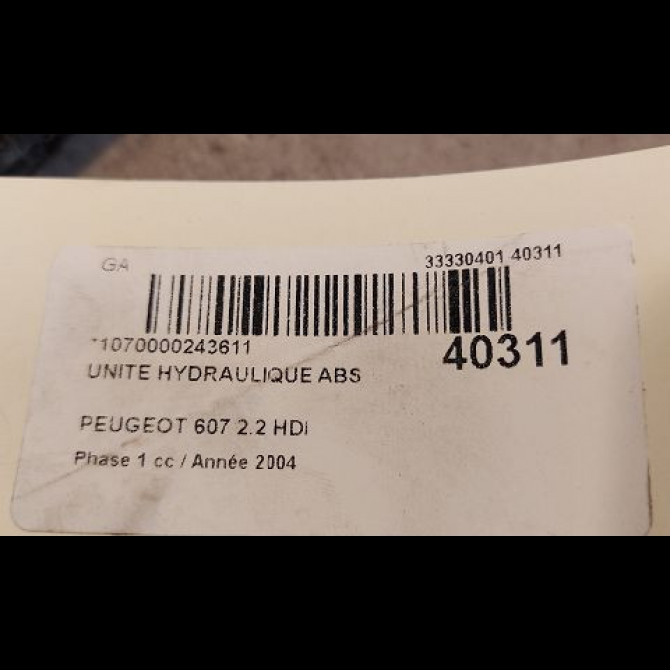 GA 33330401 40311
*1070000243611 40311
UNITE HYDRAULIQUE ABS
PEUGEOT 607 2.2 HDi
Phase 1 cc / Année 2004